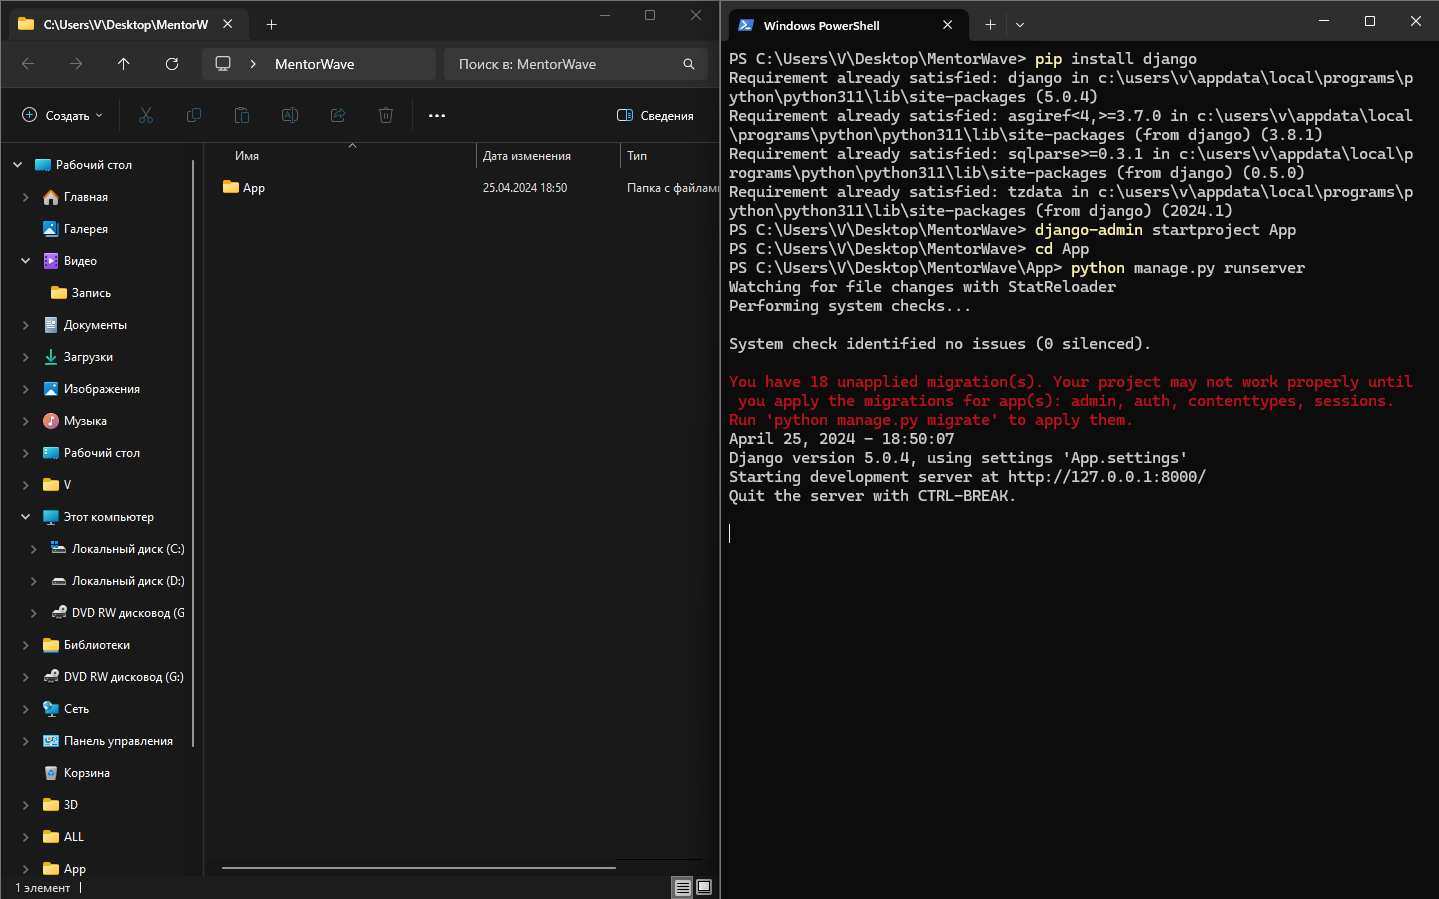 C:\Users\V\Desktop\MentorW
MentorWave
Поиск в: MentorWave
Создать
Сведения
Имя
Дата изменения
Тип
App
25.04.2024 18:50
Папка с файлами
Рабочий стол
Главная
Галерея
Видео
Запись
Документы
Загрузки
Изображения
Музыка
Рабочий стол
V
Этот компьютер
Локальный диск (C:)
Локальный диск (D:)
DVD RW дисковод (G
Библиотеки
DVD RW дисковод (G:)
Сеть
Панель управления
Корзина
3D
ALL
App
1 элемент
Windows PowerShell
PS C:\Users\V\Desktop\MentorWave> pip install django
Requirement already satisfied: django in c:\users\v\appdata\local\programs\p
ython\python311\lib\site-packages (5.0.4)
Requirement already satisfied: asgiref<4,>=3.7.0 in c:\users\v\appdata\local
\programs\python\python311\lib\site-packages (from django) (3.8.1)
Requirement already satisfied: sqlparse>=0.3.1 in c:\users\v\appdata\local\p
rograms\python\python311\lib\site-packages (from django) (0.5.0)
Requirement already satisfied: tzdata in c:\users\v\appdata\local\programs\p
ython\python311\lib\site-packages (from django) (2024.1)
PS C:\Users\V\Desktop\MentorWave> django-admin startproject App
PS C:\Users\V\Desktop\MentorWave> cd App
PS C:\Users\V\Desktop\MentorWave\App> python manage.py runserver
Watching for file changes with StatReloader
Performing system checks...
System check identified no issues (0 silenced).
You have 18 unapplied migration(s). Your project may not work properly until
you apply the migrations for app(s): admin, auth, contenttypes, sessions.
Run 'python manage.py migrate' to apply them.
April 25, 2024 - 18:50:07
Django version 5.0.4, using settings 'App.settings'
Starting development server at http://127.0.0.1:8000/
Quit the server with CTRL-BREAK.